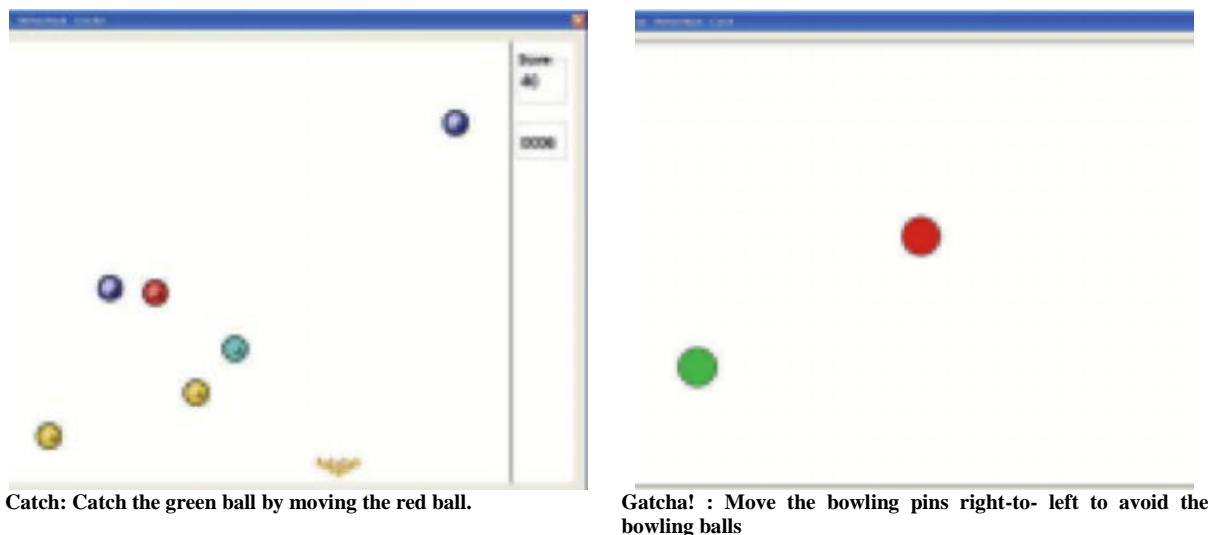 Score
40
Catch: Catch the green ball by moving the red ball.
Gatcha! : Move the bowling pins right-to- left to avoid the
bowling balls